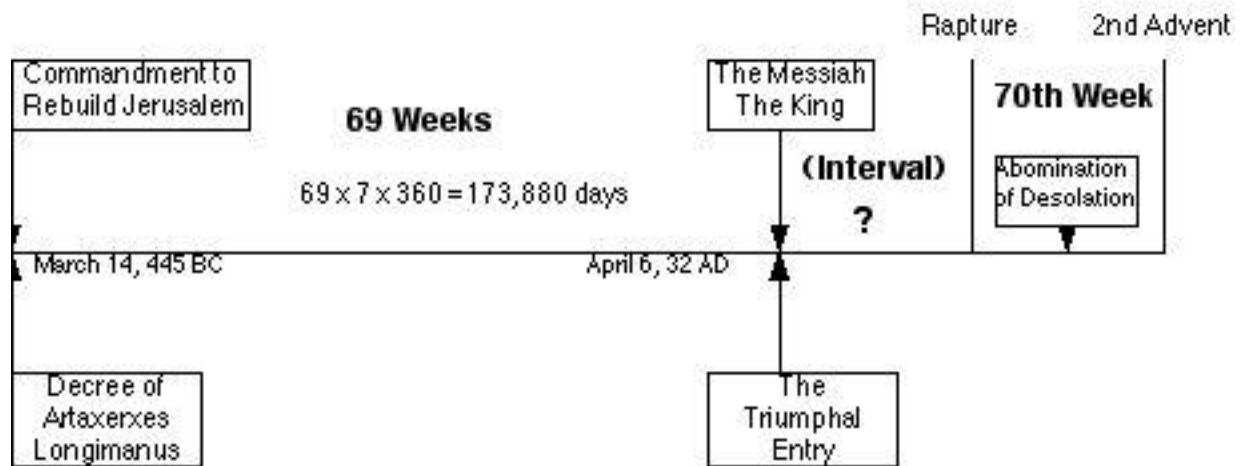 Rapture
2nd Advent
Commandment to
Rebuild Jerusalem
69 Weeks
69 x 7 x 360 = 173,880 days
The Messiah
The King
(Interval)
?
70th Week
Abomination
of Desolation
March 14, 445 BC
April 6, 32 AD
Decree of
Artaxerxes
Longimanus
The
Triumphal
Entry